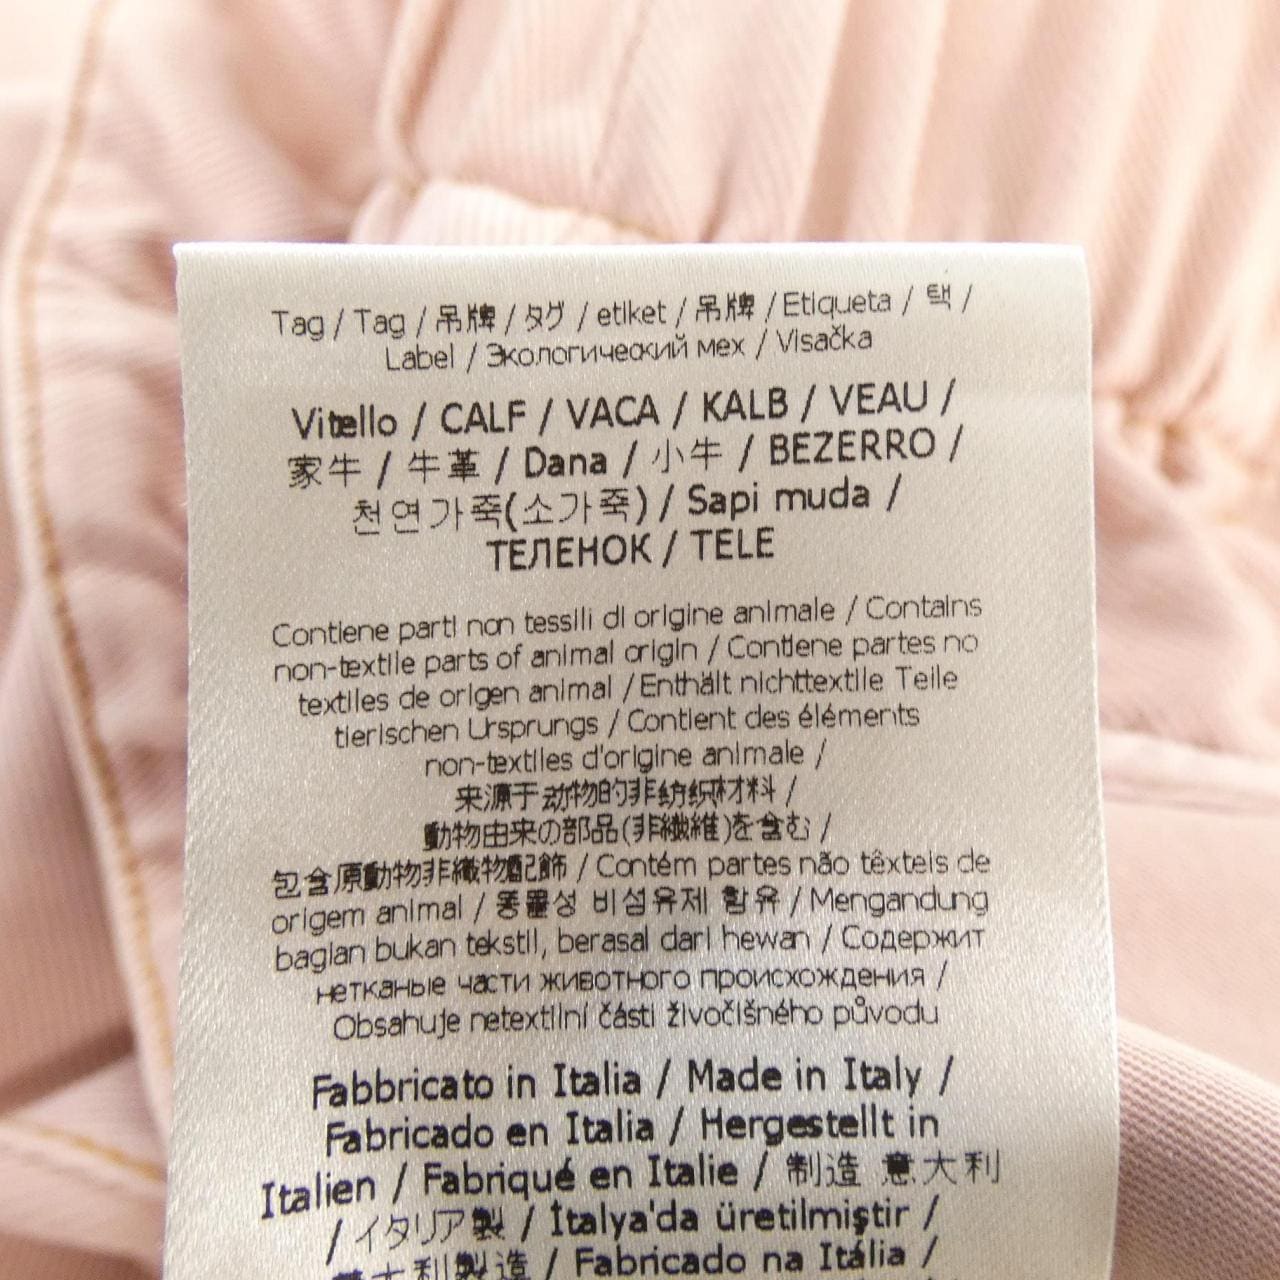 Tag / Tag / 吊牌 / タグ / etiket / 吊牌 / Etiqueta / 택 /
Label / Экологический мех / Visačka
Vitello / CALF / VACA / KALB / VEAU /
家牛 / 牛革 / Dana / 小牛 / BEZERRO /
천연가죽(소가죽) / Sapi muda /
ТЕЛЕНОК / TELE
Contiene parti non tessili di origine animale / Contains
non-textile parts of animal origin / Contiene partes no
textiles de origen animal / Enthält nichttextile Teile
tierischen Ursprungs / Contient des éléments
non-textiles d'origine animale /
来源于动物的非纺织材料 /
動物由来の部品(非繊維)を含む /
包含原動物非織物配飾 / Contém partes não têxteis de
origem animal / 동물성 비섬유제 함유 / Mengandung
bagian bukan tekstil, berasal dari hewan / Содержит
нетканые части животного происхождения /
Obsahuje netextilní části živočišného původu
Fabbricato in Italia / Made in Italy /
Fabricado en Italia / Hergestellt in
Italien / Fabriqué en Italie / 制造 意大利
/ イタリア製 / İtalya'da üretilmiştir /
意大利製造 / Fabricado na Itália /